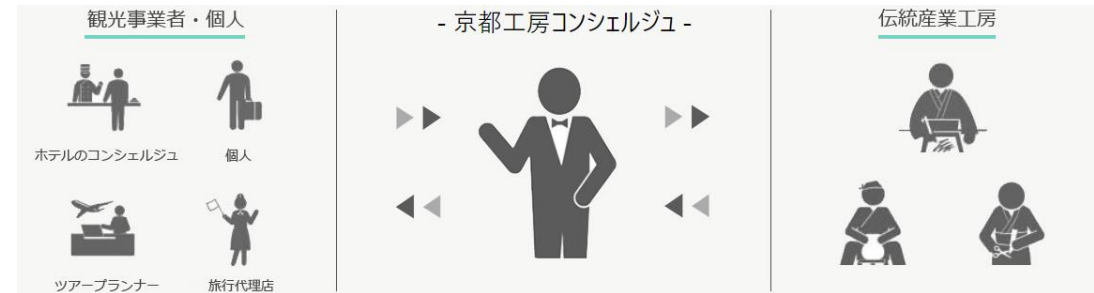 観光事業者・個人
- 京都工房コンシェルジュ -
伝統産業工房
ホテルのコンシェルジュ
個人
ツアープランナー
旅行代理店